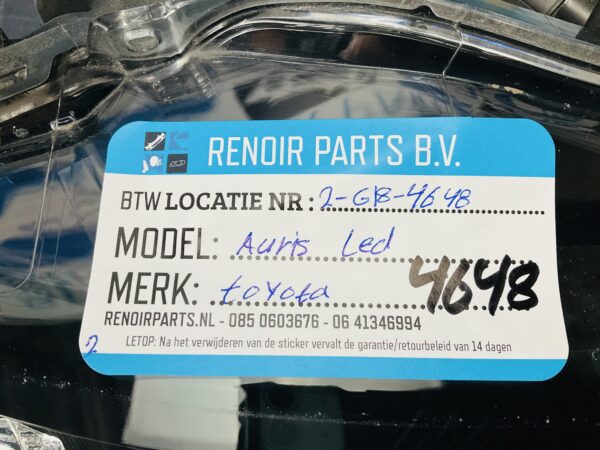 RENOIR PARTS B.V.
BTW LOCATIE NR : 2-G8-4648
MODEL: Auris Led
MERK: toyota
4648
RENOIRPARTS.NL - 085 0603676 - 06 41346994
2
LETOP: Na het verwijderen van de sticker vervalt de garantie/retourbeleid van 14 dagen